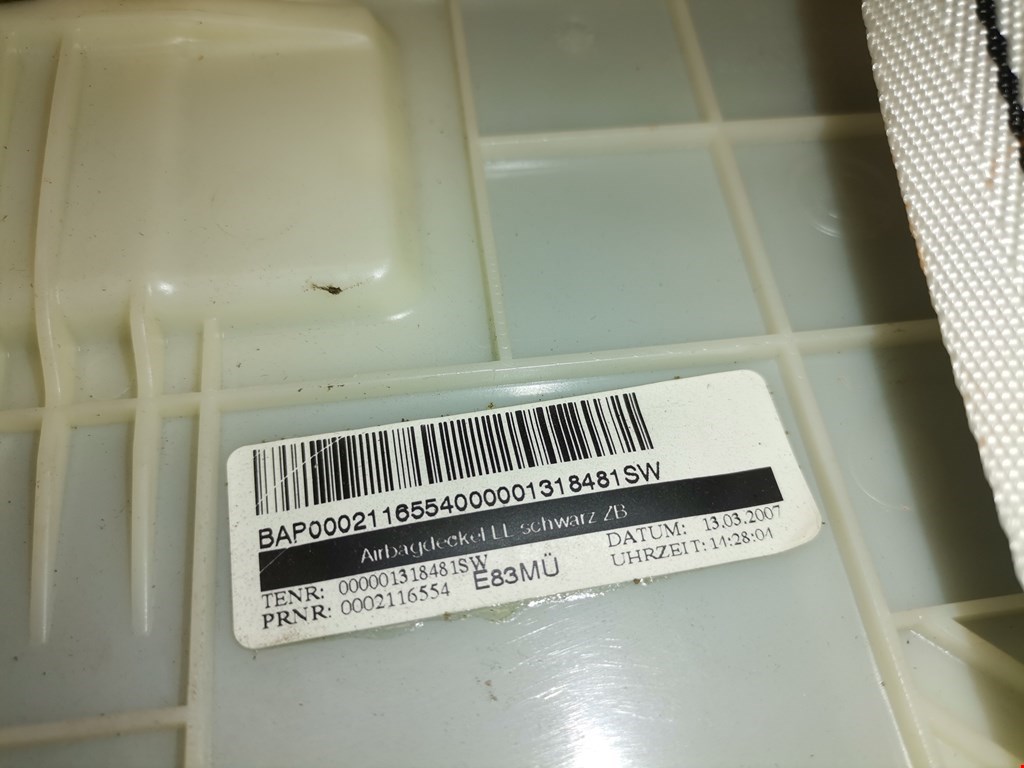 BAP0002116554000001318481SW
Airbagdeckel LL schwarz ZB
TENR: 000001318481SW
PRNR: 0002116554
E83MÜ
DATUM: 13.03.2007
UHRZEIT: 14:28:04